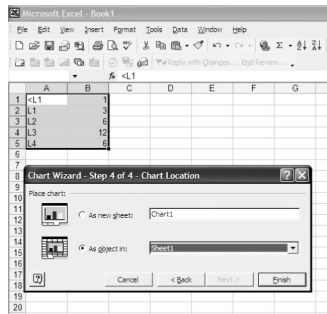 Microsoft Excel - Book1
File Edit View Insert Format Tools Data Window Help
Reply with Changes... End Review...
fx <L1
A B C D E F G
1 <L1 1
2 L1 3
3 L2 6
4 L3 12
5 L4 6
6
7
8
9
10
11
12
13
14
15
16
17
18
19
20
Chart Wizard - Step 4 of 4 - Chart Location
Place chart:
As new sheet: Chart1
As object in: Sheet1
Cancel < Back Next > Finish